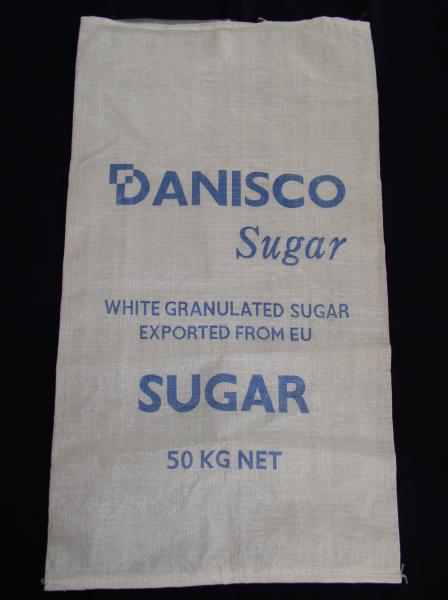 DANISCO
Sugar
WHITE GRANULATED SUGAR
EXPORTED FROM EU
SUGAR
50 KG NET